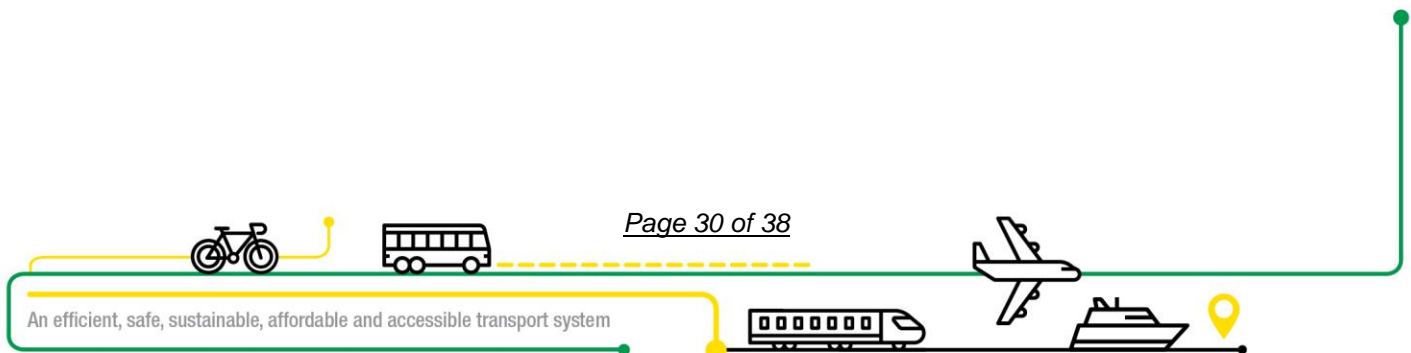 Page 30 of 38
An efficient, safe, sustainable, affordable and accessible transport system